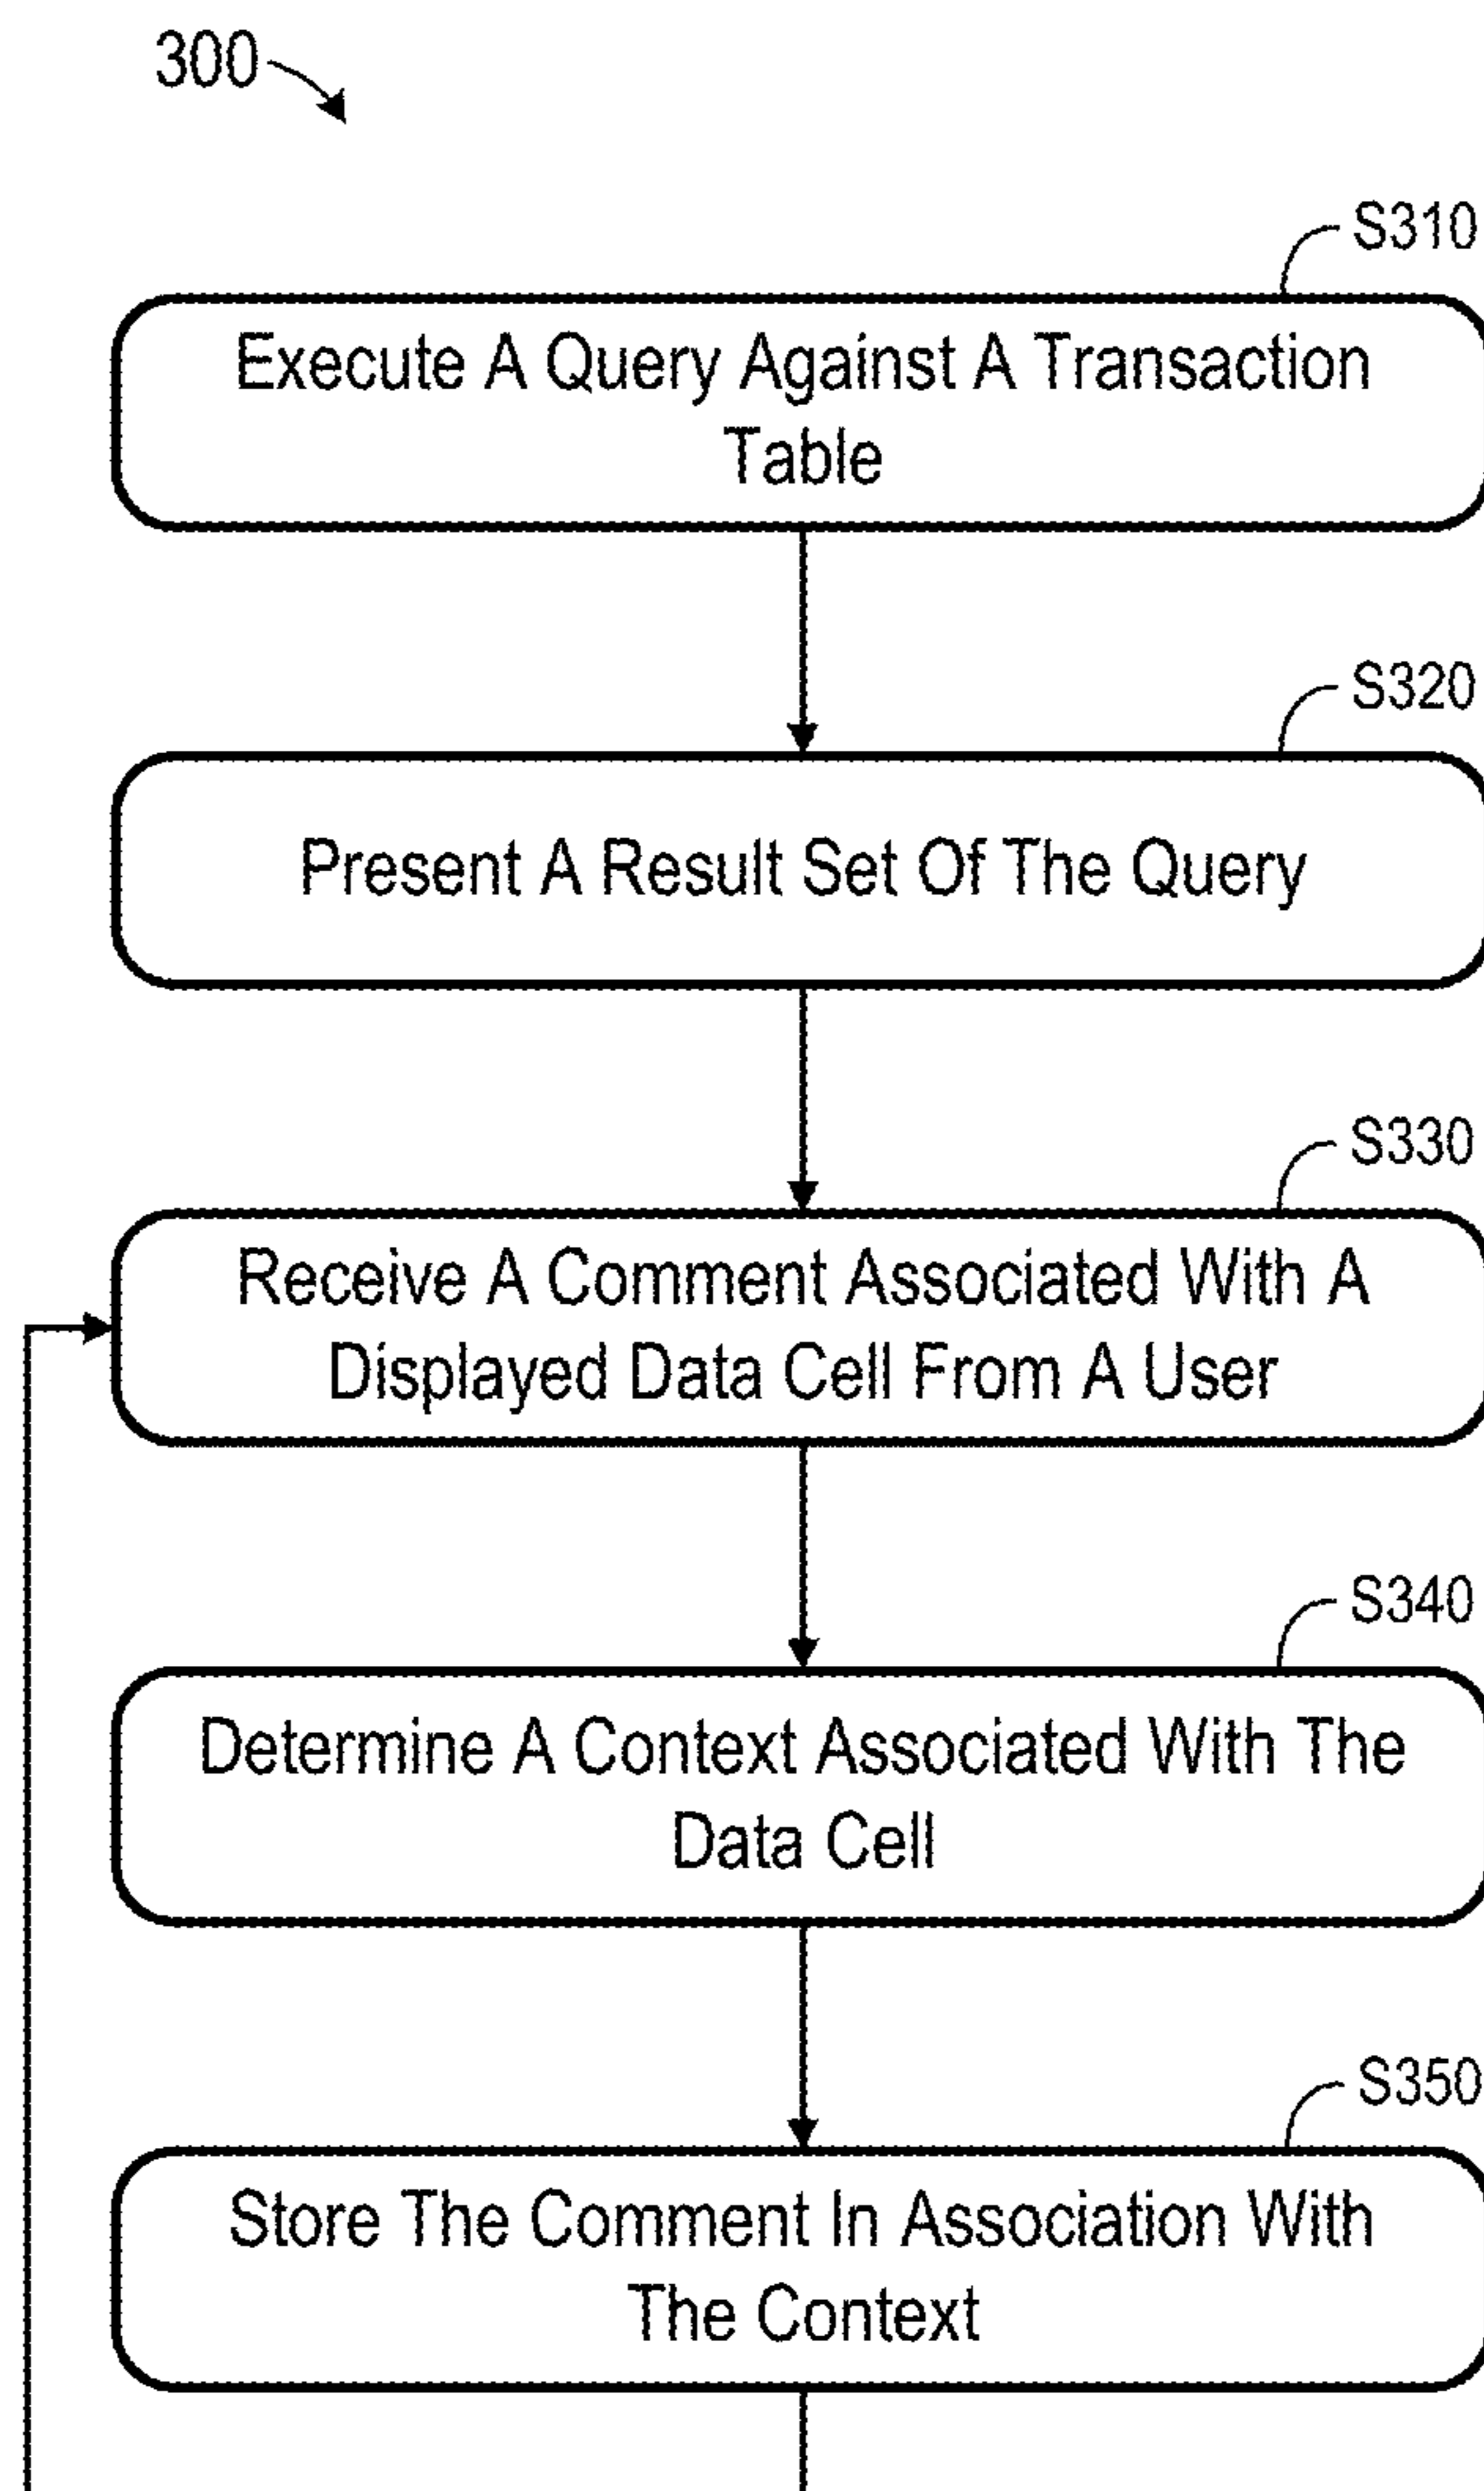 300
S310
Execute A Query Against A Transaction
Table
S320
Present A Result Set Of The Query
S330
Receive A Comment Associated With A
Displayed Data Cell From A User
S340
Determine A Context Associated With The
Data Cell
S350
Store The Comment In Association With
The Context